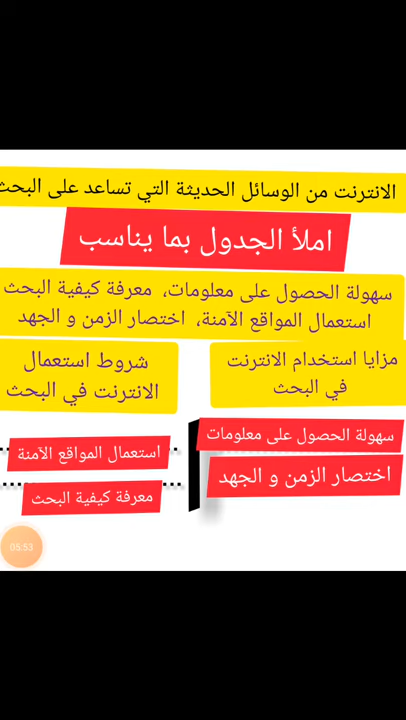 الانترنت من الوسائل الحديثة التي تساعد على البحث
املأ الجدول بما يناسب
سهولة الحصول على معلومات، معرفة كيفية البحث
استعمال المواقع الآمنة، اختصار الزمن و الجهد
مزايا استخدام الانترنت
في البحث
شروط استعمال
الانترنت في البحث
سهولة الحصول على معلومات
استعمال المواقع الآمنة
اختصار الزمن و الجهد
معرفة كيفية البحث
05:53